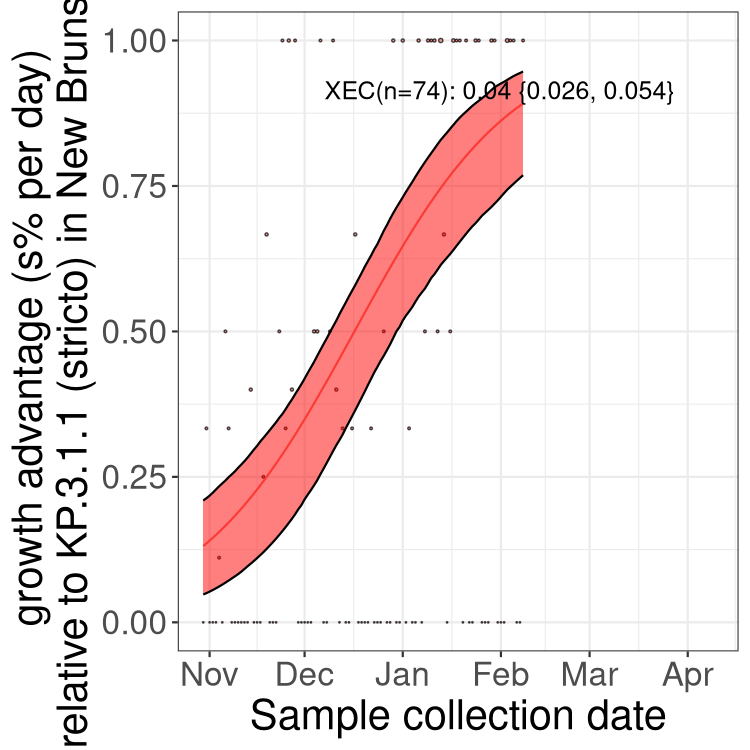 growth advantage (s% per day)
relative to KP.3.1.1 (stricto) in New Bruns
1.00
0.75
0.50
0.25
0.00
XEC(n=74): 0.04 {0.026, 0.054}
Nov Dec Jan Feb Mar Apr
Sample collection date